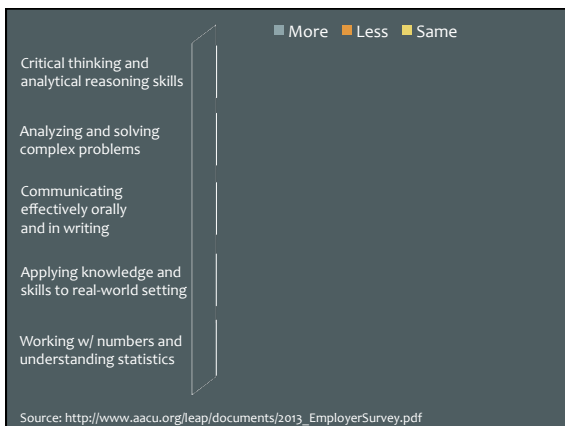 More Less Same
Critical thinking and
analytical reasoning skills
Analyzing and solving
complex problems
Communicating
effectively orally
and in writing
Applying knowledge and
skills to real-world setting
Working w/ numbers and
understanding statistics
Source: http://www.aacu.org/leap/documents/2013_EmployerSurvey.pdf